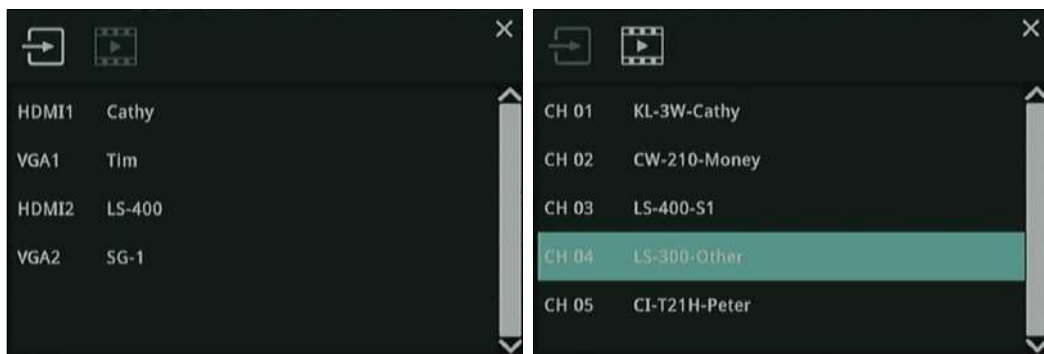 HDMI1 Cathy
VGA1 Tim
HDMI2 LS-400
VGA2 SG-1
CH 01 KL-3W-Cathy
CH 02 CW-210-Money
CH 03 LS-400-S1
CH 04 LS-300-Other
CH 05 CI-T21H-Peter